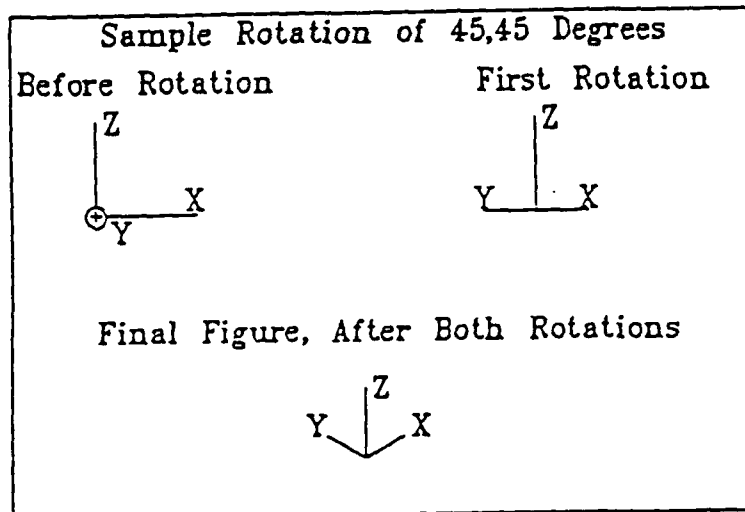 Sample Rotation of 45,45 Degrees
Before Rotation
First Rotation
Z
X
Y
Z
Y
X
Final Figure, After Both Rotations
Z
Y
X